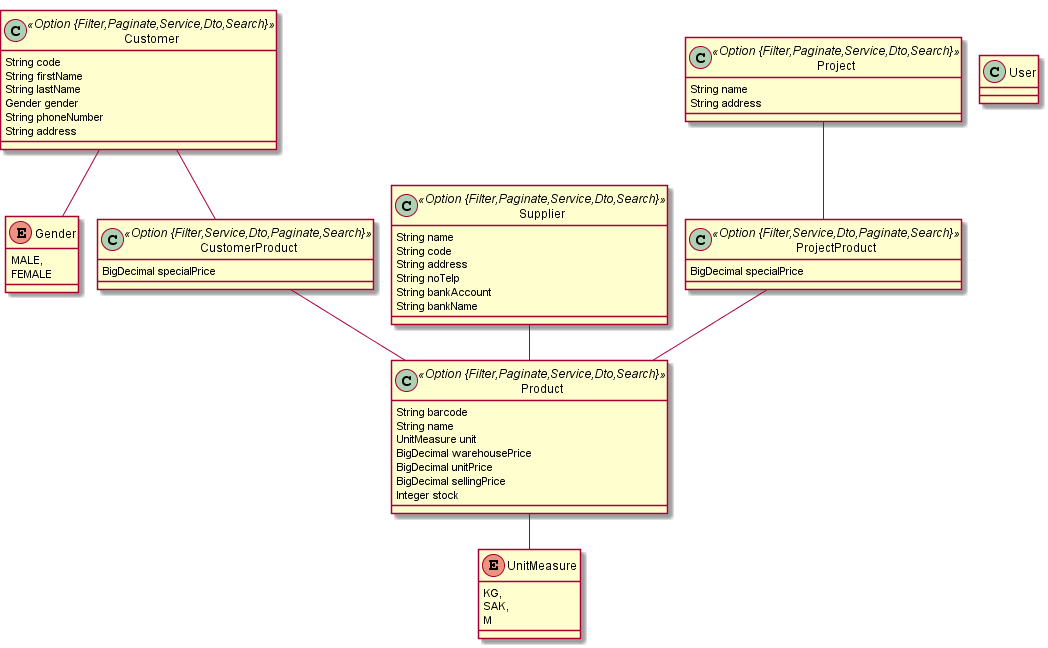 C «Option {Filter,Paginate,Service,Dto,Search}»
Customer
String code
String firstName
String lastName
Gender gender
String phoneNumber
String address
C «Option {Filter,Paginate,Service,Dto,Search}»
Project
String name
String address
C User
E Gender
MALE,
FEMALE
C «Option {Filter,Service,Dto,Paginate,Search}»
CustomerProduct
BigDecimal specialPrice
C «Option {Filter,Paginate,Service,Dto,Search}»
Supplier
String name
String code
String address
String noTelp
String bankAccount
String bankName
C «Option {Filter,Service,Dto,Paginate,Search}»
ProjectProduct
BigDecimal specialPrice
C «Option {Filter,Paginate,Service,Dto,Search}»
Product
String barcode
String name
UnitMeasure unit
BigDecimal warehousePrice
BigDecimal unitPrice
BigDecimal sellingPrice
Integer stock
E UnitMeasure
KG,
SAK,
M